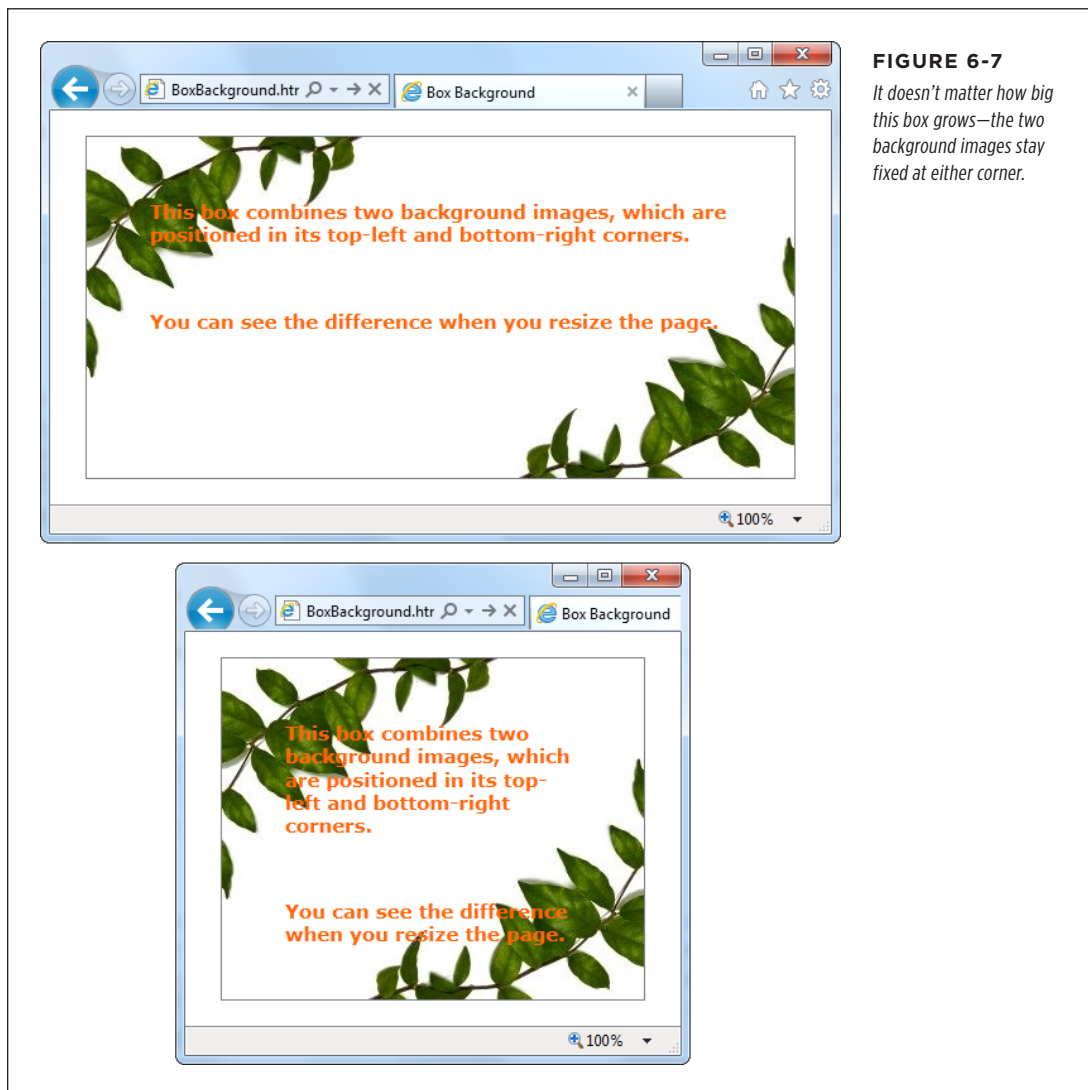 BoxBackground.htr
Box Background
This box combines two background images, which are
positioned in its top-left and bottom-right corners.
You can see the difference when you resize the page.
100%
FIGURE 6-7
It doesn't matter how big
this box grows—the two
background images stay
fixed at either corner.
BoxBackground.htr
Box Background
This box combines two
background images, which
are positioned in its top-
left and bottom-right
corners.
You can see the difference
when you resize the page.
100%